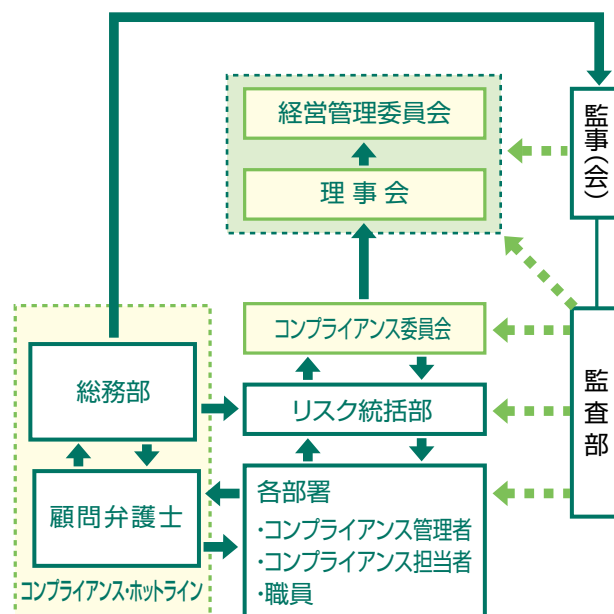 経営管理委員会
理事会
監事(会)
コンプライアンス委員会
総務部
リスク統括部
監査部
顧問弁護士
各部署
・コンプライアンス管理者
・コンプライアンス担当者
・職員
コンプライアンス・ホットライン